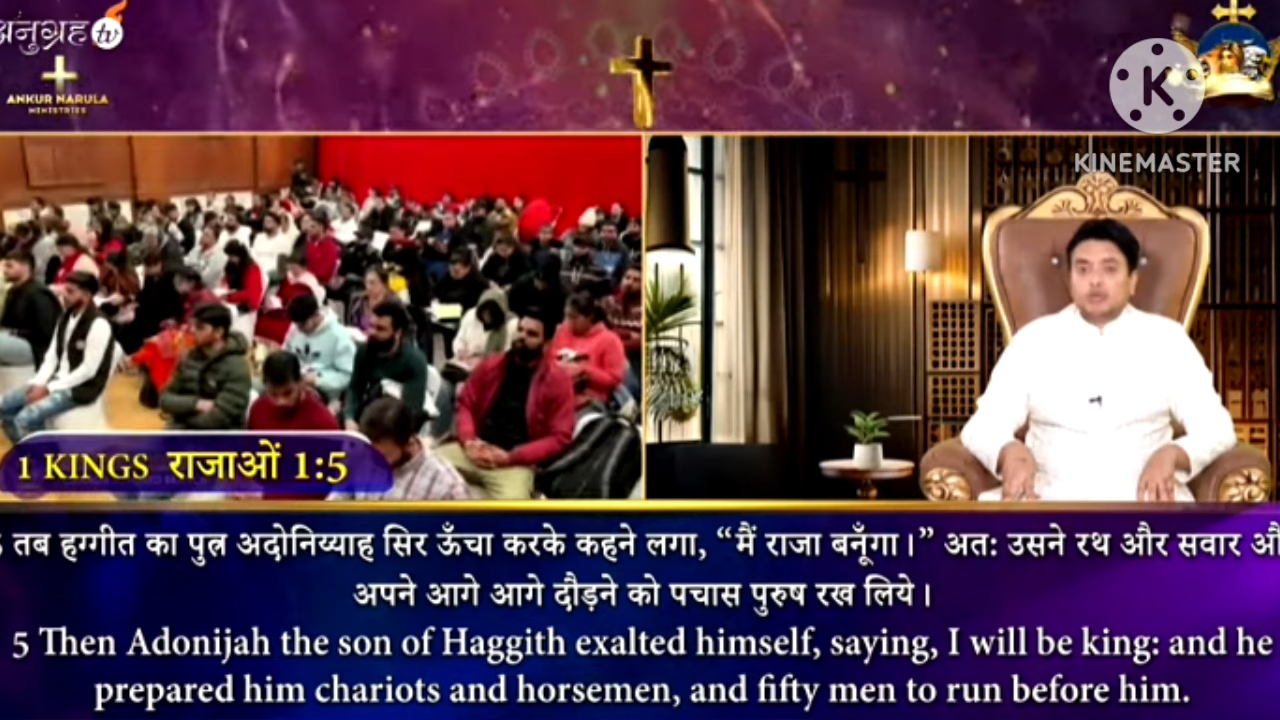 अनुग्रह tv
ANKUR NARULA
MINISTRIES
K
KINEMASTER
1 KINGS राजाओं 1:5
5 तब हग्गीत का पुत्र अदोनिय्याह सिर ऊँचा करके कहने लगा, “मैं राजा बनूँगा।” अत: उसने रथ और सवार और
अपने आगे आगे दौड़ने को पचास पुरुष रख लिये।
5 Then Adonijah the son of Haggith exalted himself, saying, I will be king: and he
prepared him chariots and horsemen, and fifty men to run before him.